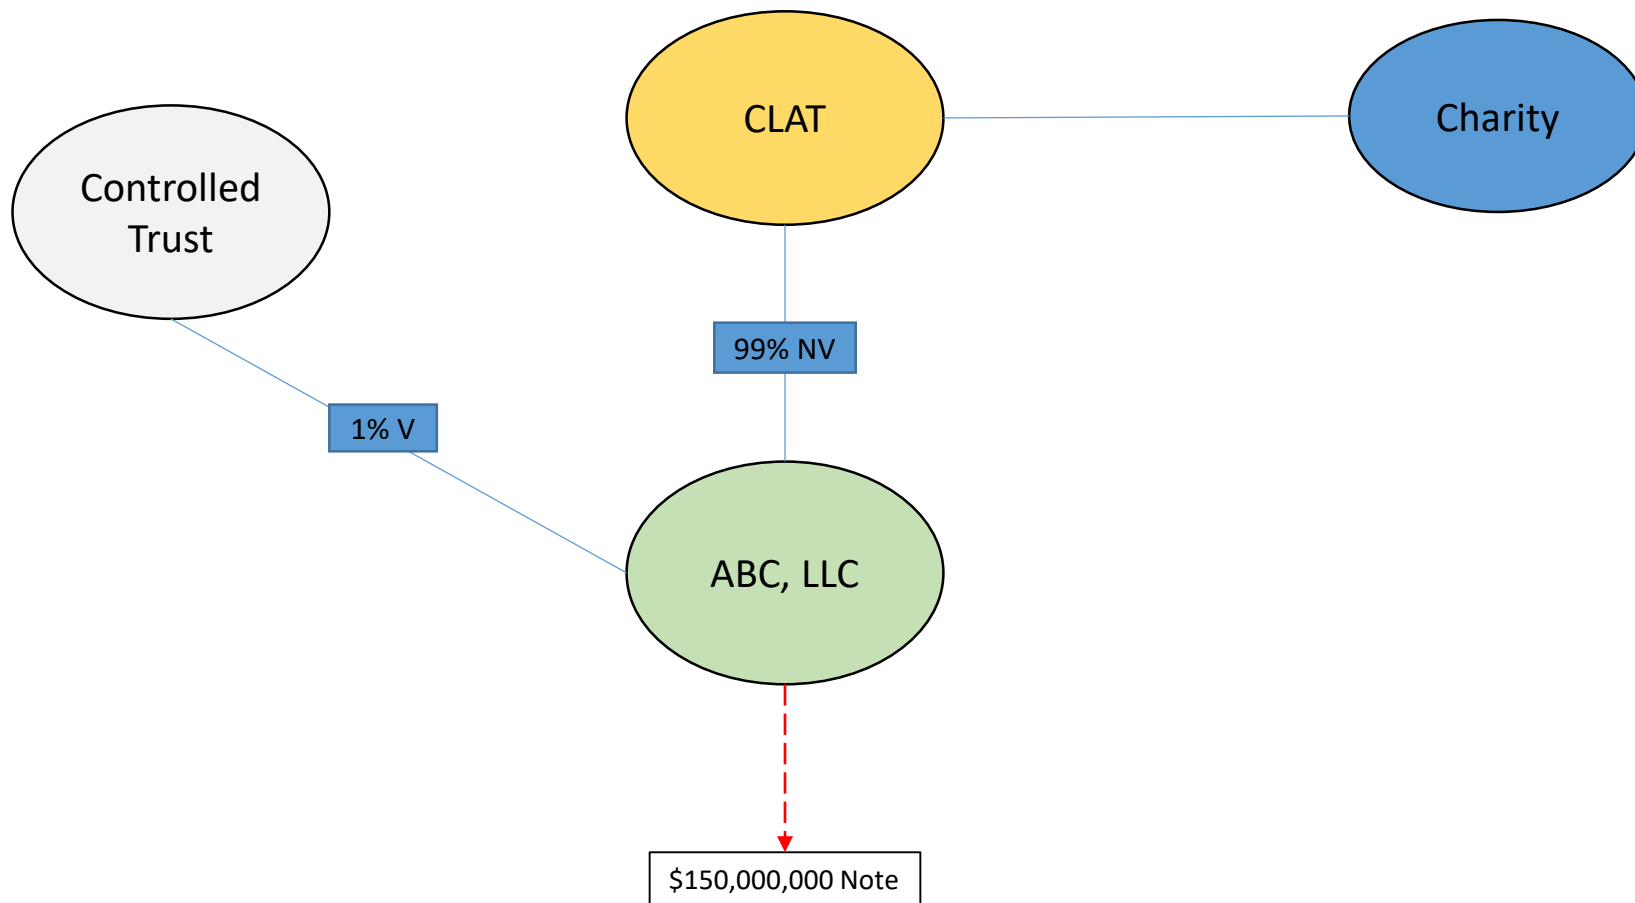 CLAT
Charity
Controlled
Trust
99% NV
1% V
ABC, LLC
$150,000,000 Note